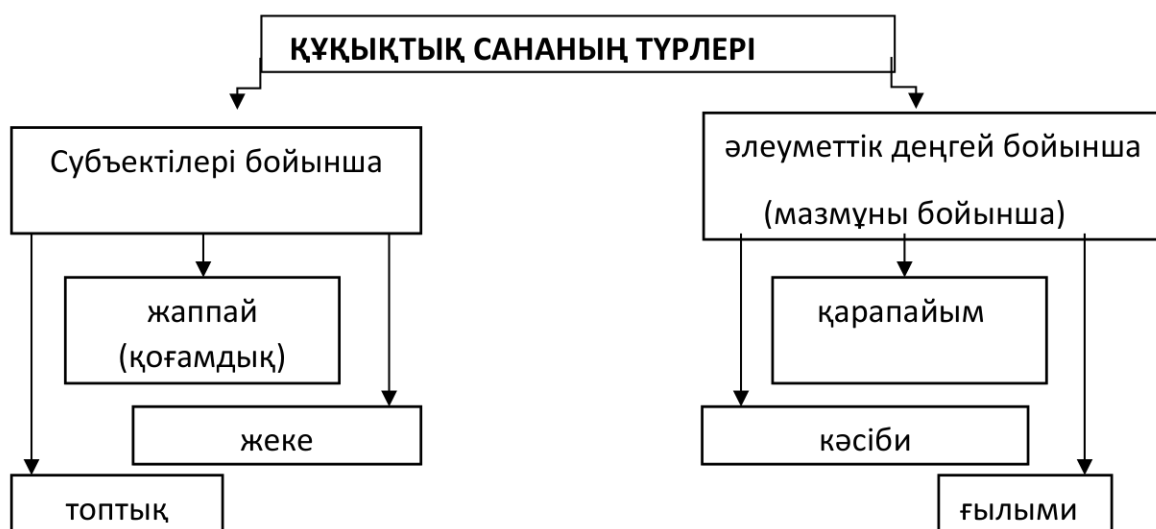 ҚҰҚЫҚТЫҚ САНАНЫҢ ТҮРЛЕРІ
Субъектілері бойынша
әлеуметтік деңгей бойынша
(мазмұны бойынша)
жаппай
(қоғамдық)
қарапайым
жеке
кәсіби
топтық
ғылыми